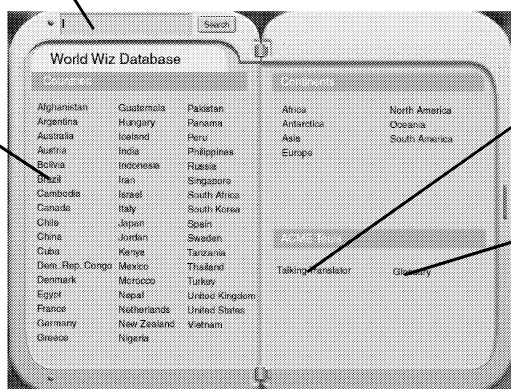 Search
World Wiz Database
Countries
Afghanistan Guatemala Pakistan
Argentina Hungary Panama
Australia Iceland Peru
Austria India Philippines
Bolivia Indonesia Russia
Brazil Iran Singapore
Cambodia Israel South Africa
Canada Italy South Korea
Chile Japan Spain
China Jordan Sweden
Cuba Kenya Tanzania
Dem. Rep. Congo Mexico Thailand
Denmark Morocco Turkey
Egypt Nepal United Kingdom
France Netherlands United States
Germany New Zealand Vietnam
Greece Nigeria
Continents
Africa North America
Antarctica Oceania
Asia South America
Europe
ACME
Talking Translator Glossary